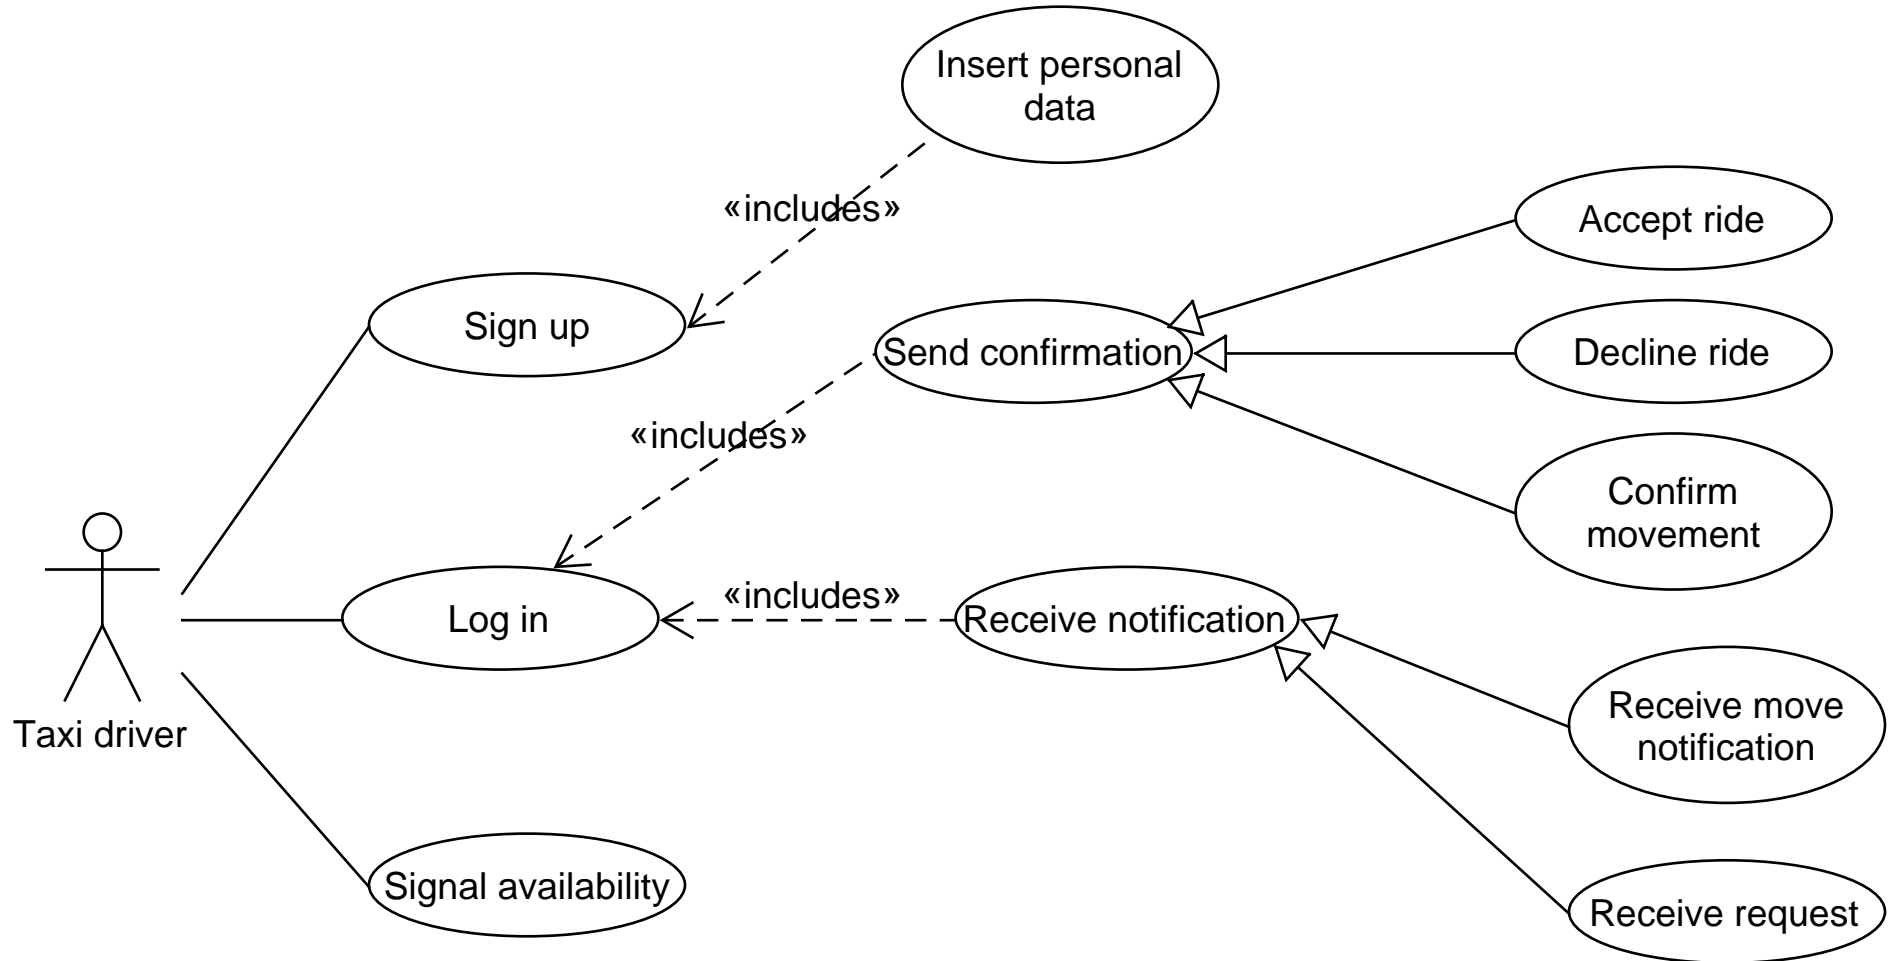 Insert personal
data
«includes»
Accept ride
Sign up
Send confirmation
Decline ride
«includes»
Confirm
movement
«includes»
Log in
Receive notification
Taxi driver
Receive move
notification
Signal availability
Receive request